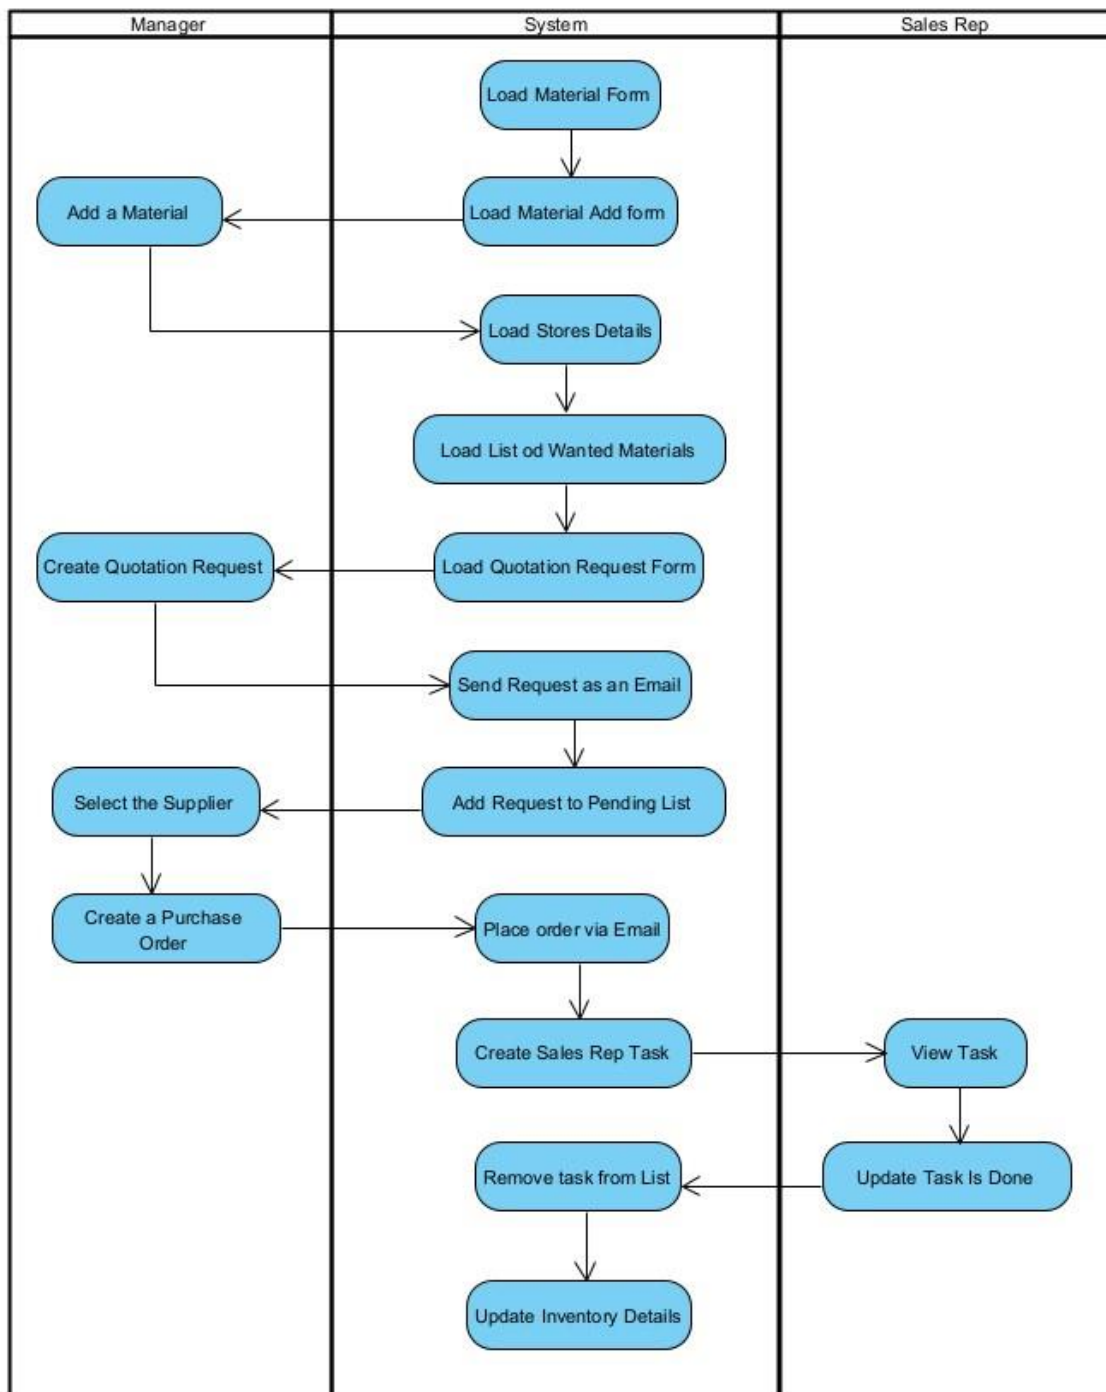 Manager
System
Sales Rep
Load Material Form
Add a Material
Load Material Add form
Load Stores Details
Load List od Wanted Materials
Create Quotation Request
Load Quotation Request Form
Send Request as an Email
Select the Supplier
Add Request to Pending List
Create a Purchase
Order
Place order via Email
Create Sales Rep Task
View Task
Remove task from List
Update Task Is Done
Update Inventory Details